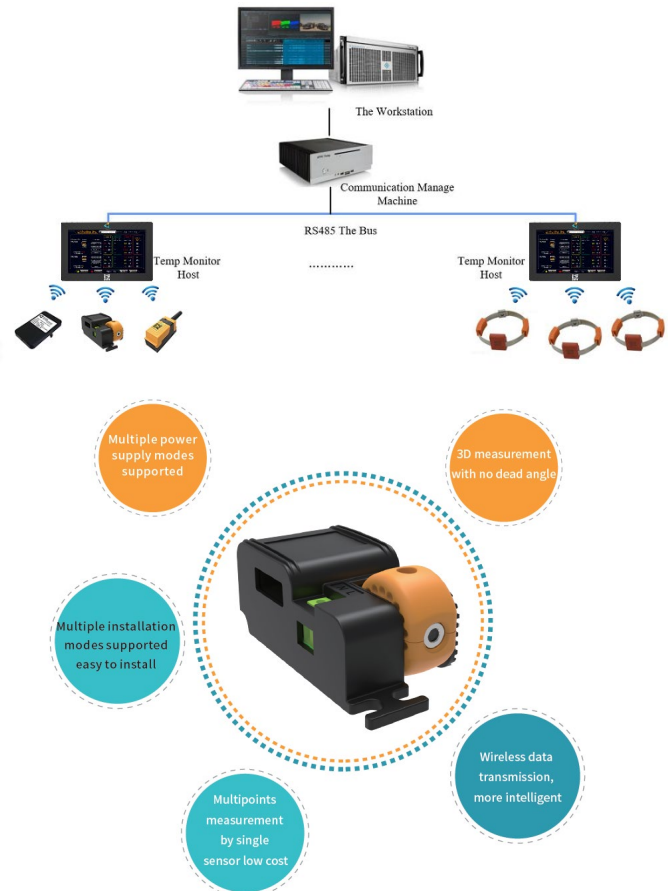 The Workstation
Communication Manage
Machine
RS485 The Bus
Temp Monitor
Host
............
Temp Monitor
Host
Multiple power
supply modes
supported
3D measurement
with no dead angle
Multiple installation
modes supported
easy to install
Wireless data
transmission,
more intelligent
Multipoints
measurement
by single
sensor low cost